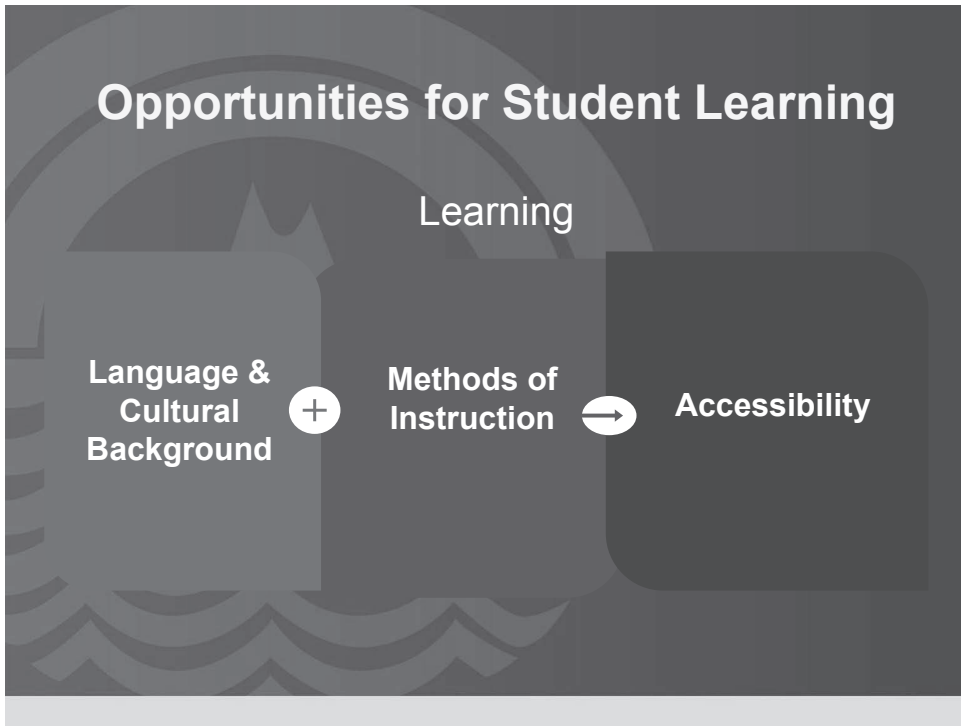 Opportunities for Student Learning
Learning
Language &
Cultural
Background
+
Methods of
Instruction
→
Accessibility